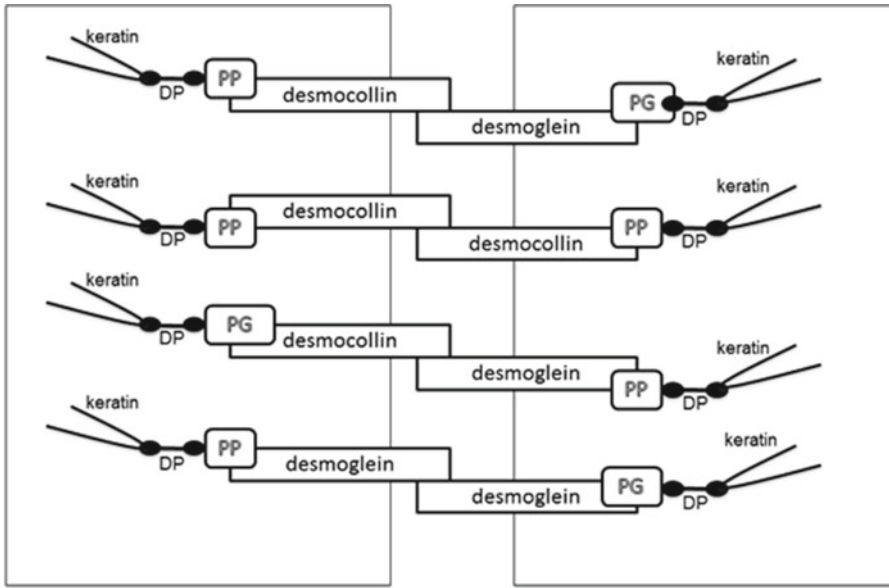 keratin
DP
PP
desmocollin
desmoglein
PG
DP
keratin
keratin
DP
PP
desmocollin
desmocollin
PP
DP
keratin
keratin
DP
PG
desmocollin
desmoglein
PP
DP
keratin
keratin
DP
PP
desmoglein
desmoglein
PG
DP
keratin